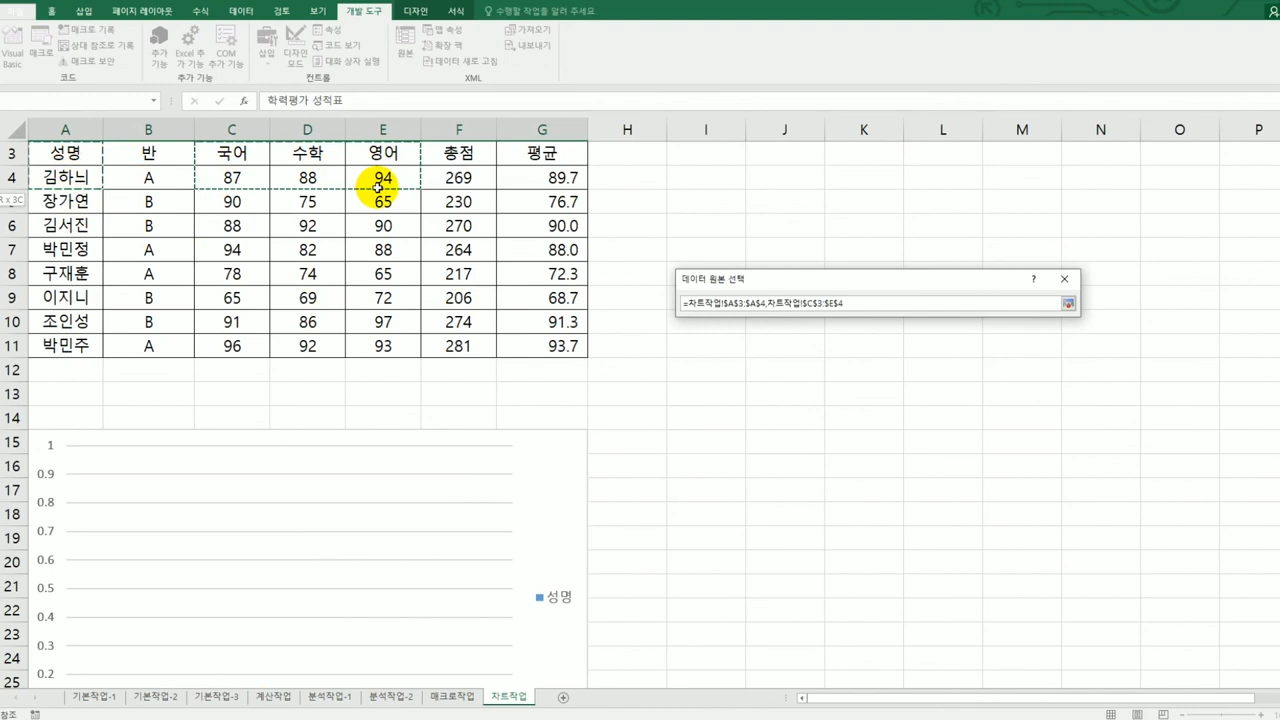 홈 삽입 페이지 레이아웃 수식 데이터 검토 보기 개발 도구 디자인 서식 수행할 작업을 알려 주세요.
Visual Basic 매크로 매크로 기록 상대 참조로 기록 매크로 보안 추가 기능 Excel 추가 기능 COM 추가 기능 삽입 디자인 모드 속성 코드 보기 대화 상자 실행 원본 맵 속성 확장 팩 데이터 새로 고침 가져오기 내보내기
코드 추가 기능 컨트롤 XML
fx 학력평가 성적표
A B C D E F G H I J K L M N O P
3 성명 반 국어 수학 영어 총점 평균
4 김하늬 A 87 88 94 269 89.7
R x 3C
5 장가연 B 90 75 65 230 76.7
6 김서진 B 88 92 90 270 90.0
7 박민정 A 94 82 88 264 88.0
8 구재훈 A 78 74 65 217 72.3
9 이지니 B 65 69 72 206 68.7
10 조인성 B 91 86 97 274 91.3
11 박민주 A 96 92 93 281 93.7
데이터 원본 선택 ?
=차트작업!$A$3:$A$4,차트작업!$C$3:$E$4
12
13
14
15
16
17
18
19
20
21
22
23
24
25
1
0.9
0.8
0.7
0.6
0.5
0.4
0.3
0.2
성명
기본작업-1 기본작업-2 기본작업-3 계산작업 분석작업-1 분석작업-2 매크로작업 차트작업
참조